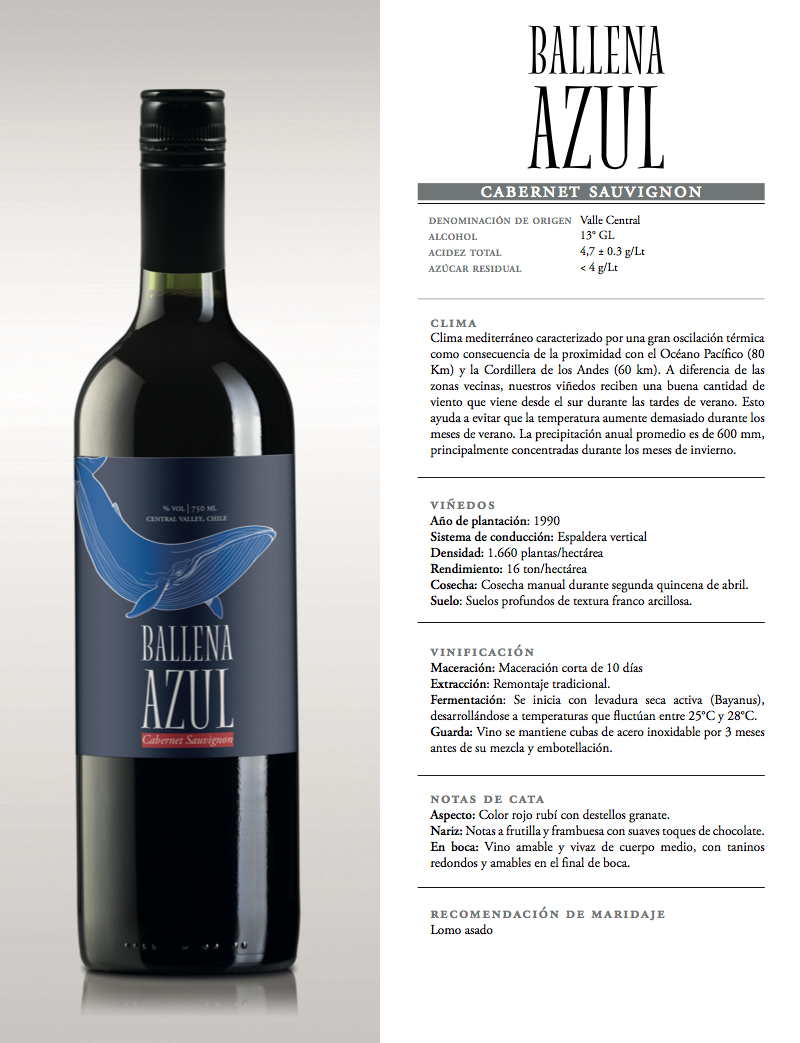 % VOL | 750 ML
CENTRAL VALLEY, CHILE
BALLENA
AZUL
Cabernet Sauvignon
BALLENA
AZUL
CABERNET SAUVIGNON
DENOMINACIÓN DE ORIGEN Valle Central
ALCOHOL 13° GL
ACIDEZ TOTAL 4,7 ± 0.3 g/Lt
AZÚCAR RESIDUAL < 4 g/Lt
CLIMA
Clima mediterráneo caracterizado por una gran oscilación térmica
como consecuencia de la proximidad con el Océano Pacífico (80
Km) y la Cordillera de los Andes (60 km). A diferencia de las
zonas vecinas, nuestros viñedos reciben una buena cantidad de
viento que viene desde el sur durante las tardes de verano. Esto
ayuda a evitar que la temperatura aumente demasiado durante los
meses de verano. La precipitación anual promedio es de 600 mm,
principalmente concentradas durante los meses de invierno.
VIÑEDOS
Año de plantación: 1990
Sistema de conducción: Espaldera vertical
Densidad: 1.660 plantas/hectárea
Rendimiento: 16 ton/hectárea
Cosecha: Cosecha manual durante segunda quincena de abril.
Suelo: Suelos profundos de textura franco arcillosa.
VINIFICACIÓN
Maceración: Maceración corta de 10 días
Extracción: Remontaje tradicional.
Fermentación: Se inicia con levadura seca activa (Bayanus),
desarrollándose a temperaturas que fluctúan entre 25°C y 28°C.
Guarda: Vino se mantiene cubas de acero inoxidable por 3 meses
antes de su mezcla y embotellación.
NOTAS DE CATA
Aspecto: Color rojo rubí con destellos granate.
Nariz: Notas a frutilla y frambuesa con suaves toques de chocolate.
En boca: Vino amable y vivaz de cuerpo medio, con taninos
redondos y amables en el final de boca.
RECOMENDACIÓN DE MARIDAJE
Lomo asado